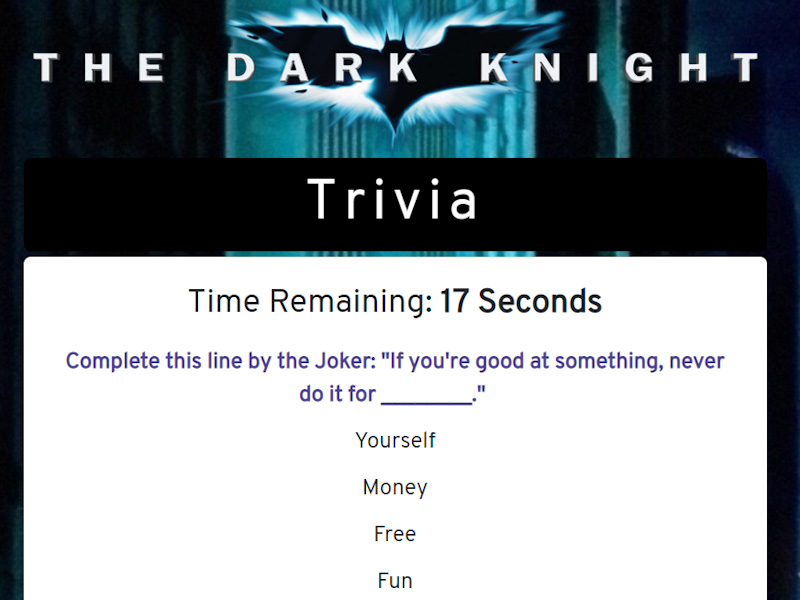 THE DARK KNIGHT
Trivia
Time Remaining: 17 Seconds
Complete this line by the Joker: "If you're good at something, never
do it for ________."
Yourself
Money
Free
Fun